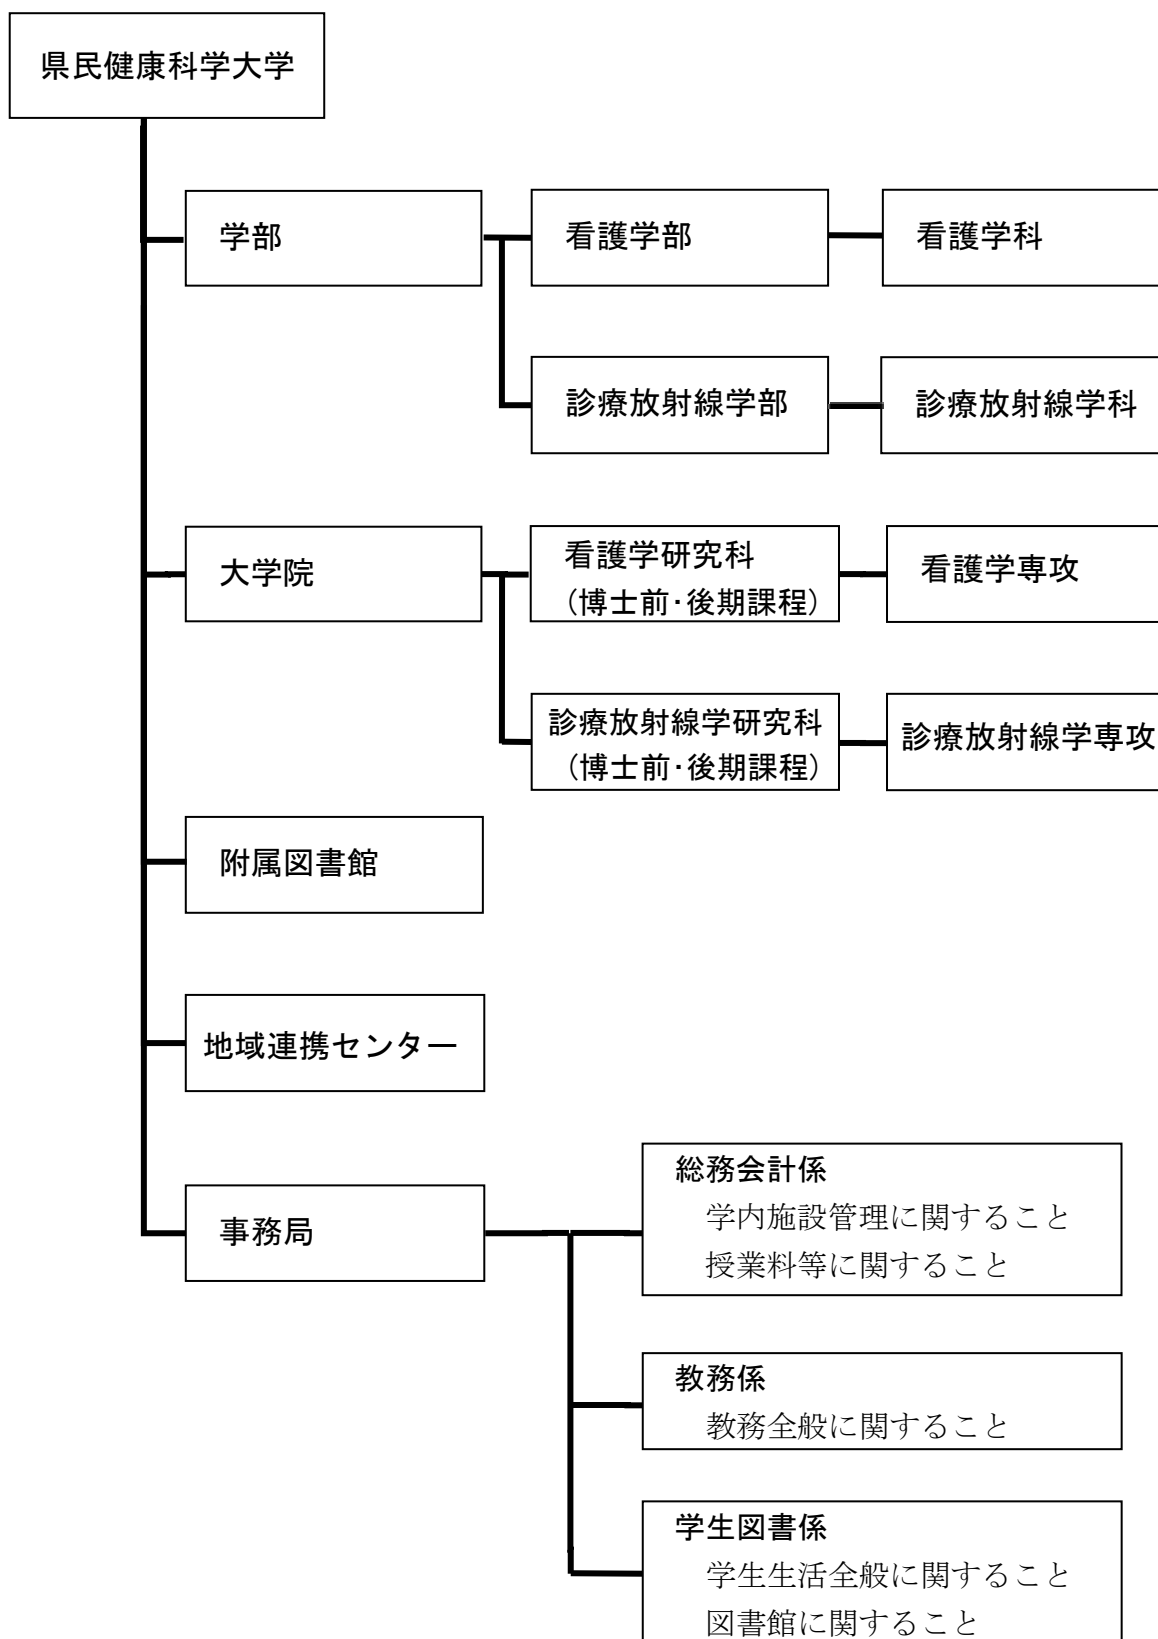 県民健康科学大学
学部
看護学部
看護学科
診療放射線学部
診療放射線学科
大学院
看護学研究科
（博士前・後期課程）
看護学専攻
診療放射線学研究科
（博士前・後期課程）
診療放射線学専攻
附属図書館
地域連携センター
事務局
総務会計係
学内施設管理に関すること
授業料等に関すること
教務係
教務全般に関すること
学生図書係
学生生活全般に関すること
図書館に関すること